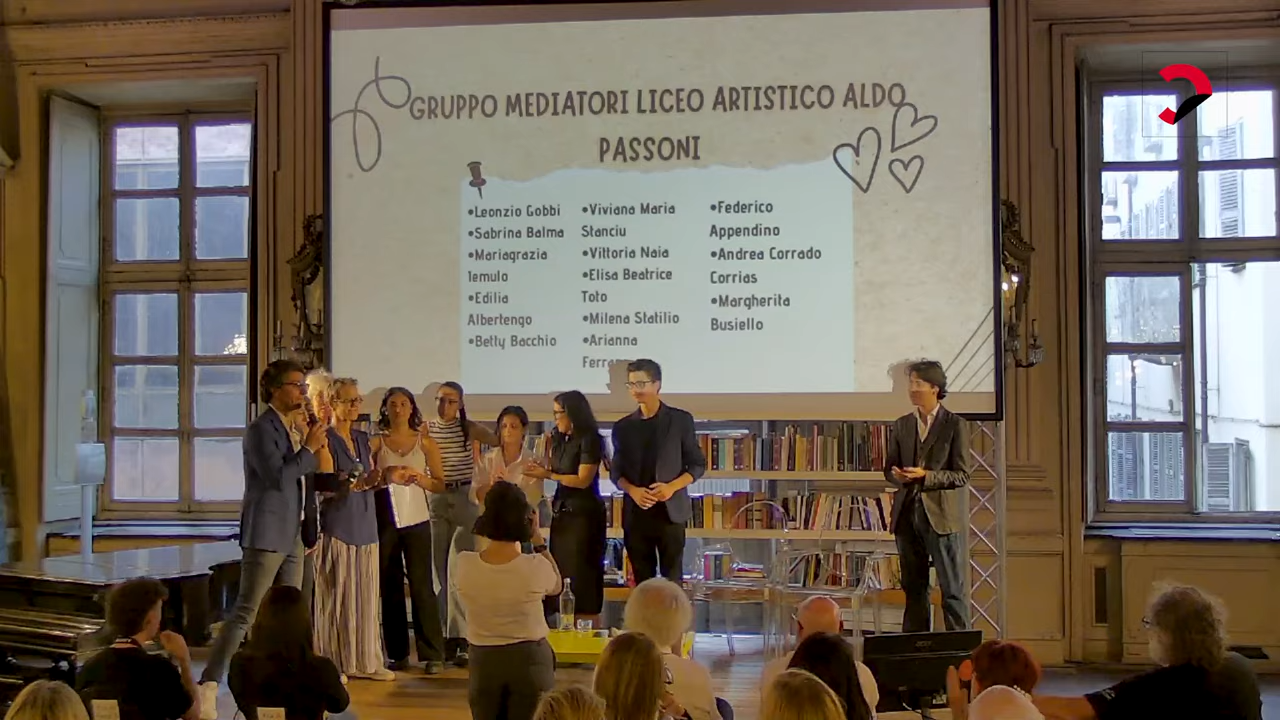 GRUPPO MEDIATORI LICEO ARTISTICO ALDO
PASSONI
•Leonzio Gobbi
•Sabrina Balma
•Mariagrazia
Iemulo
•Edilia
Albertengo
•Betty Bacchio
•Viviana Maria
Stanciu
•Vittoria Naia
•Elisa Beatrice
Toto
•Milena Statilio
•Arianna
•Federico
Appendino
•Andrea Corrado
Corrias
•Margherita
Busiello
acer